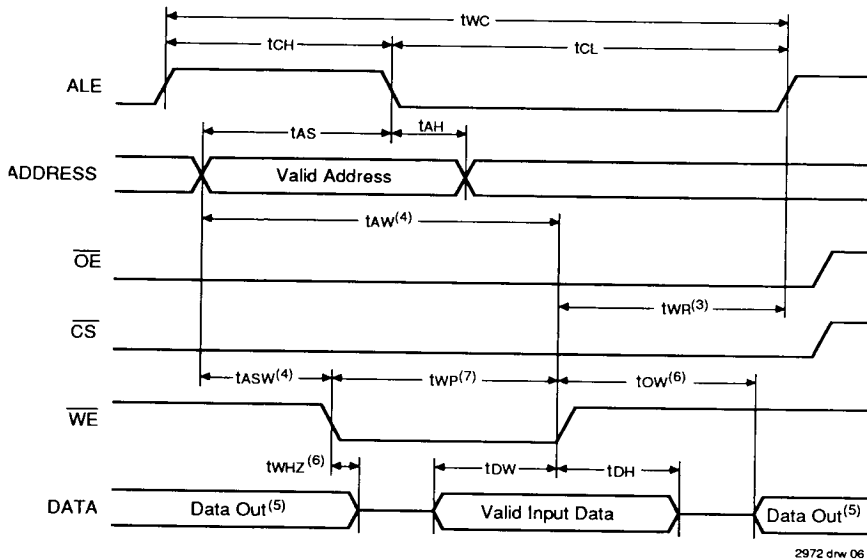 tWC
tCH tCL
ALE
tAS tAH
ADDRESS Valid Address
tAW(4)
OE
tWR(3)
CS
tASW(4) tWP(7) tOW(6)
WE
tWHZ(6) tDW tDH
DATA Data Out(5) Valid Input Data Data Out(5)
2972 drw 06